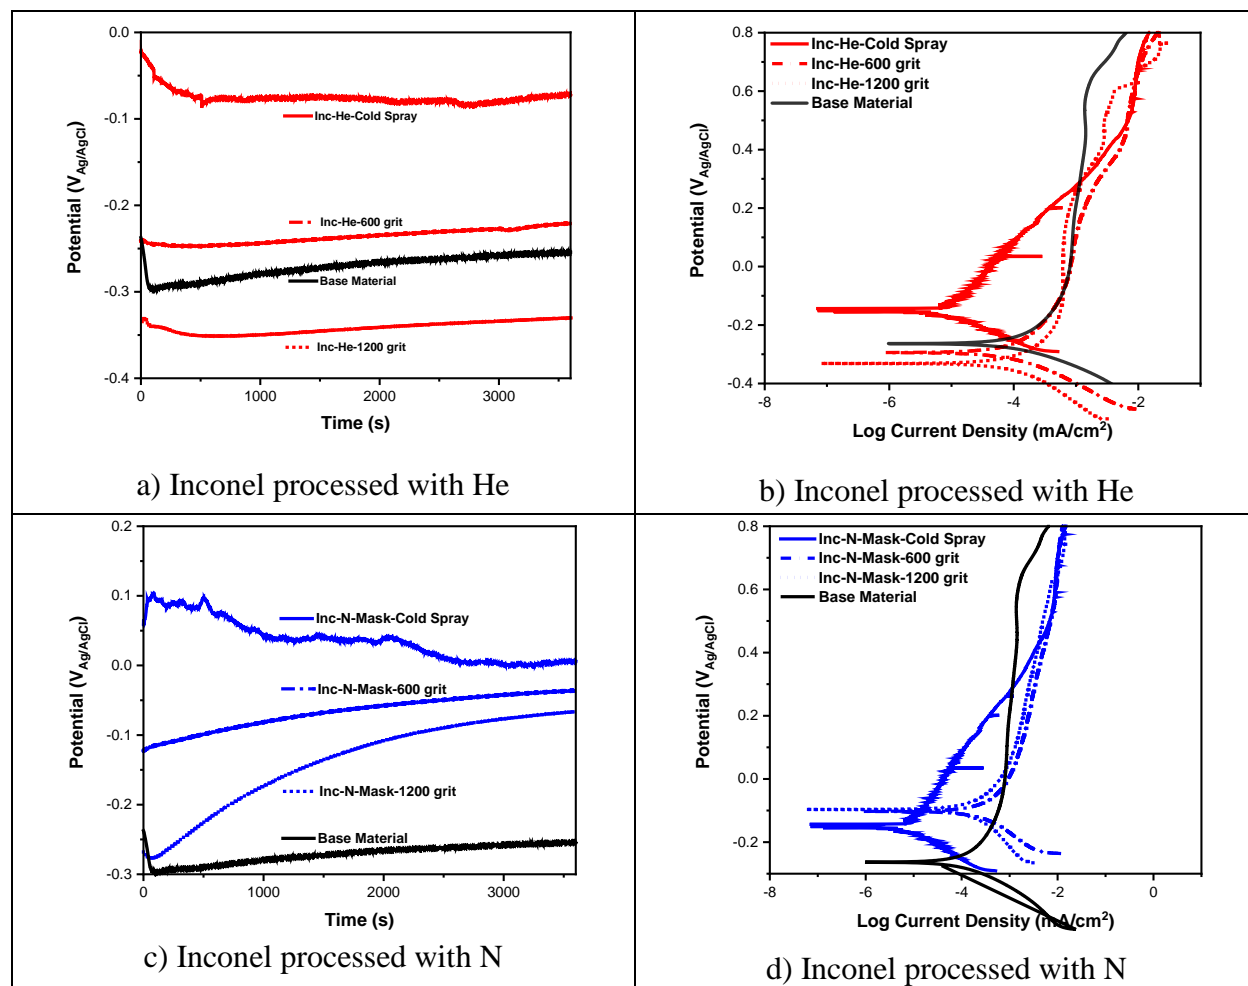 0.0
-0.1
-0.2
-0.3
-0.4
Potential (VAg/AgCl)
Inc-He-Cold Spray
Inc-He-600 grit
Base Material
Inc-He-1200 grit
0 1000 2000 3000
Time (s)
a) Inconel processed with He
0.8
0.6
0.4
0.2
0.0
-0.2
-0.4
Potential (VAg/AgCl)
Inc-He-Cold Spray
Inc-He-600 grit
Inc-He-1200 grit
Base Material
-8 -6 -4 -2
Log Current Density (mA/cm2)
b) Inconel processed with He
0.2
0.1
0.0
-0.1
-0.2
-0.3
Potential (VAg/AgCl)
Inc-N-Mask-Cold Spray
Inc-N-Mask-600 grit
Inc-N-Mask-1200 grit
Base Material
0 1000 2000 3000
Time (s)
c) Inconel processed with N
0.8
0.6
0.4
0.2
0.0
-0.2
Potential (VAg/AgCl)
Inc-N-Mask-Cold Spray
Inc-N-Mask-600 grit
Inc-N-Mask-1200 grit
Base Material
-8 -6 -4 -2 0
Log Current Density (mA/cm2)
d) Inconel processed with N